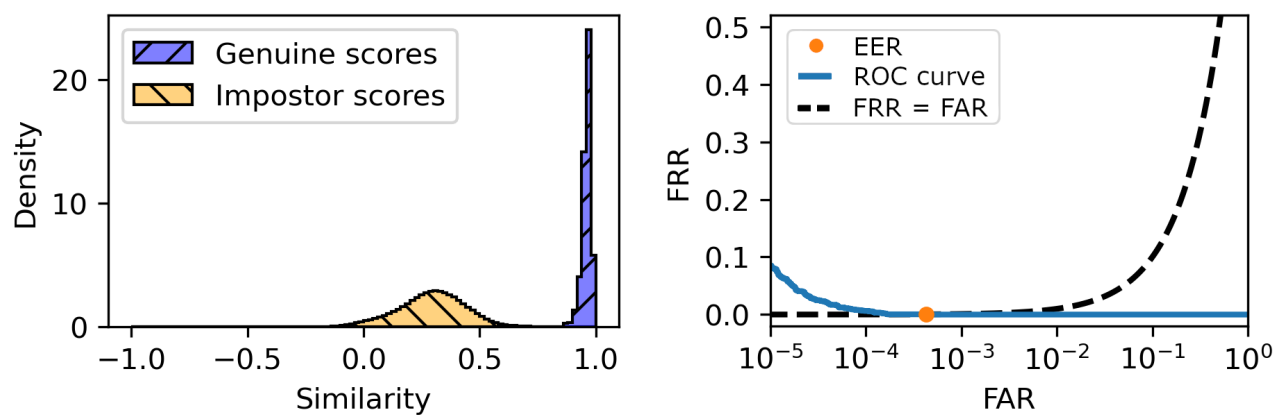 Genuine scores
Impostor scores
Density
20
10
0
−1.0 −0.5 0.0 0.5 1.0
Similarity
EER
ROC curve
FRR = FAR
FRR
0.5
0.4
0.3
0.2
0.1
0.0
10⁻⁵ 10⁻⁴ 10⁻³ 10⁻² 10⁻¹ 10⁰
FAR